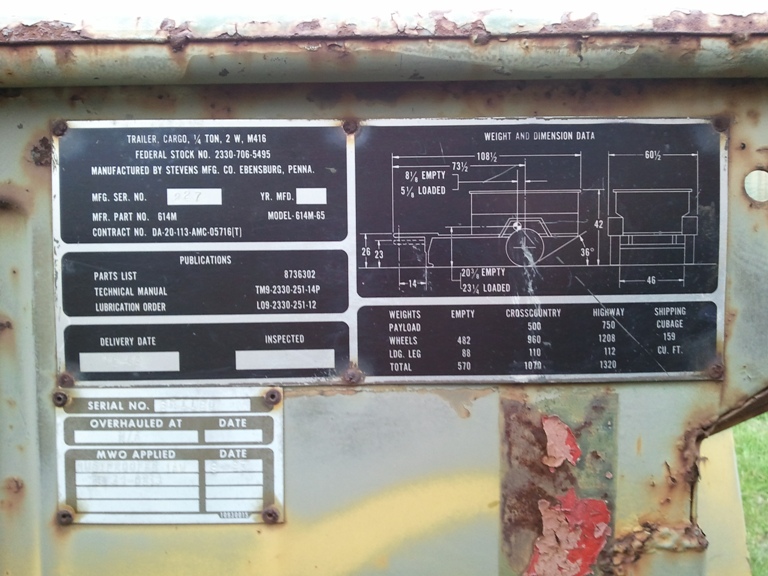 TRAILER, CARGO, ¼ TON, 2 W, M416
FEDERAL STOCK NO. 2330-706-5495
MANUFACTURED BY STEVENS MFG. CO. EBENSBURG, PENNA.
MFG. SER. NO. YR. MFD.
MFR. PART NO. 614M MODEL-614M-65
CONTRACT NO. DA-20-113-AMC-05716[T]
PUBLICATIONS
PARTS LIST 8736302
TECHNICAL MANUAL TM9-2330-251-14P
LUBRICATION ORDER LO9-2330-251-12
DELIVERY DATE INSPECTED
WEIGHT AND DIMENSION DATA
108½ 60½
73½
8⅛ EMPTY
5⅛ LOADED
42
26 23 36°
20⅜ EMPTY
23¼ LOADED
14 46
WEIGHTS EMPTY CROSSCOUNTRY HIGHWAY SHIPPING
PAYLOAD 500 750 CUBAGE
WHEELS 482 960 1208 159
LDG. LEG 88 110 112 CU. FT.
TOTAL 570 1070 1320
SERIAL NO.
OVERHAULED AT DATE
MWO APPLIED DATE